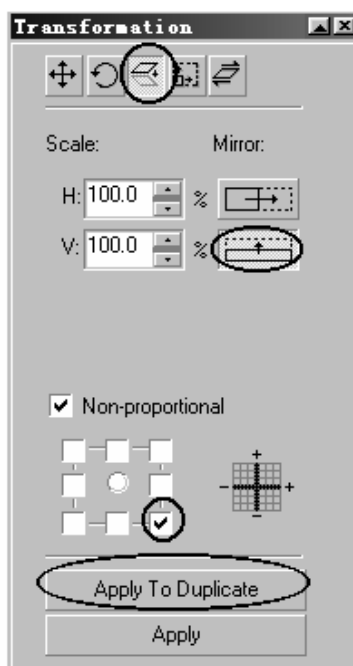 Transformation
Scale: Mirror:
H: 100.0 %
V: 100.0 %
Non-proportional
+
- +
-
Apply To Duplicate
Apply